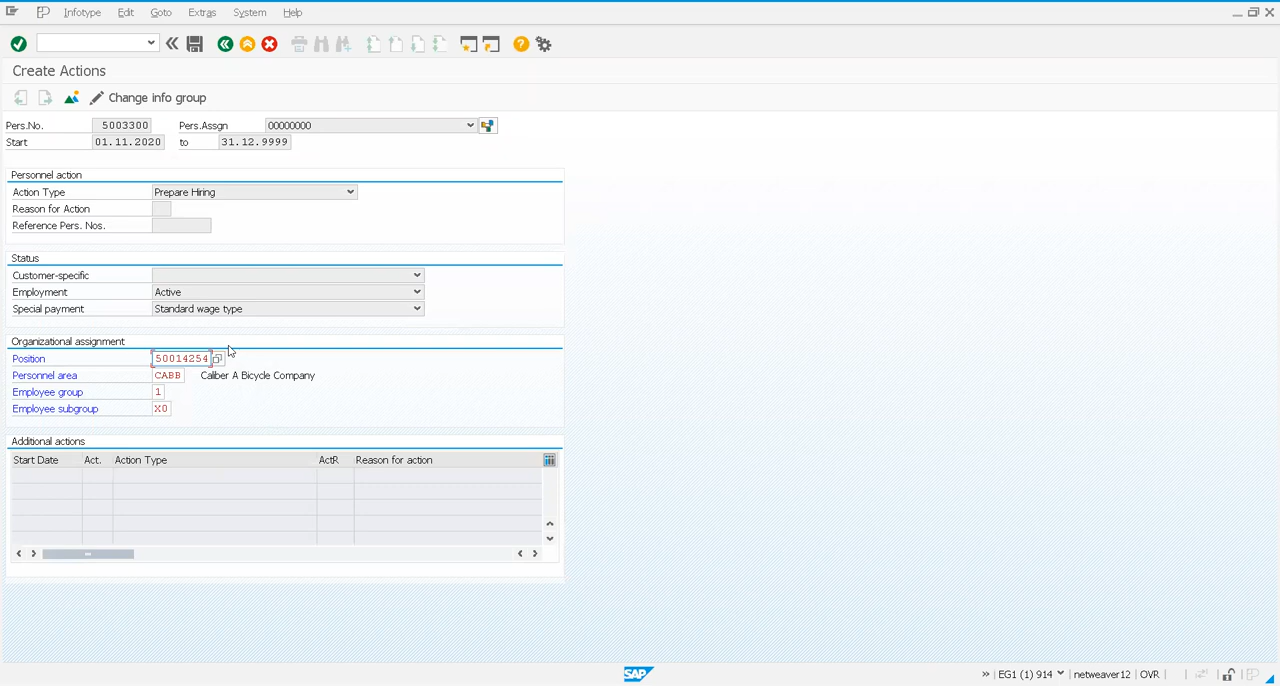 Infotype Edit Goto Extras System Help
Create Actions
Change info group
Pers.No. 5003300 Pers.Assgn 00000000
Start 01.11.2020 to 31.12.9999
Personnel action
Action Type Prepare Hiring
Reason for Action
Reference Pers. Nos.
Status
Customer-specific
Employment Active
Special payment Standard wage type
Organizational assignment
Position 50014254
Personnel area CABB Caliber A Bicycle Company
Employee group 1
Employee subgroup X0
Additional actions
Start Date Act. Action Type ActR Reason for action
SAP EG1 (1) 914 netweaver12 OVR